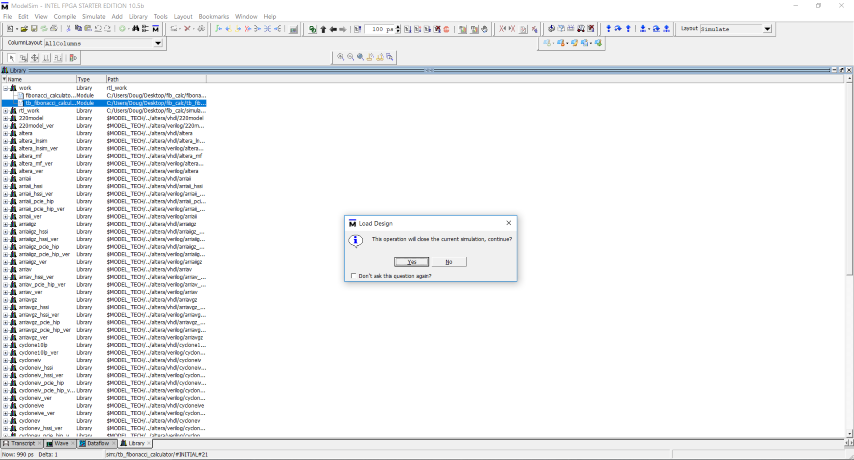 ModelSim - INTEL FPGA STARTER EDITION 10.5b
File Edit View Compile Simulate Add Library Tools Layout Bookmarks Window Help
100 ps
Layout Simulate
ColumnLayout AllColumns
Library
Name Type Path
work Library rtl_work
fibonacci_calculato... Module C:/Users/Doug/Desktop/fib_calc/fibona...
tb_fibonacci_calcul... Module C:/Users/Doug/Desktop/fib_calc/tb_fib...
rtl_work Library C:/Users/Doug/Desktop/fib_calc/simula...
220model Library $MODEL_TECH/../altera/vhdl/220model
220model_ver Library $MODEL_TECH/../altera/verilog/220m...
altera Library $MODEL_TECH/../altera/vhdl/altera
altera_lnsim Library $MODEL_TECH/../altera/vhdl/altera_ln...
altera_lnsim_ver Library $MODEL_TECH/../altera/verilog/altera...
altera_mf Library $MODEL_TECH/../altera/vhdl/altera_mf
altera_mf_ver Library $MODEL_TECH/../altera/verilog/altera...
altera_ver Library $MODEL_TECH/../altera/verilog/altera
arriaii Library $MODEL_TECH/../altera/vhdl/arriaii
arriaii_hssi Library $MODEL_TECH/../altera/vhdl/arriaii_hssi
arriaii_hssi_ver Library $MODEL_TECH/../altera/verilog/arriaii_...
arriaii_pcie_hip Library $MODEL_TECH/../altera/vhdl/arriaii_pci...
arriaii_pcie_hip_ver Library $MODEL_TECH/../altera/verilog/arriaii_...
arriaii_ver Library $MODEL_TECH/../altera/verilog/arriaii
arriaiigz Library $MODEL_TECH/../altera/vhdl/arriaiigz
arriaiigz_hssi Library $MODEL_TECH/../altera/vhdl/arriaiigz_...
arriaiigz_hssi_ver Library $MODEL_TECH/../altera/verilog/arriaiig...
arriaiigz_pcie_hip Library $MODEL_TECH/../altera/vhdl/arriaiigz_...
arriaiigz_pcie_hip_ver Library $MODEL_TECH/../altera/verilog/arriaiig...
arriaiigz_ver Library $MODEL_TECH/../altera/verilog/arriaiigz
arriav Library $MODEL_TECH/../altera/vhdl/arriav
arriav_hssi_ver Library $MODEL_TECH/../altera/verilog/arriav_...
arriav_pcie_hip_ver Library $MODEL_TECH/../altera/verilog/arriav_...
arriav_ver Library $MODEL_TECH/../altera/verilog/arriav
arriavgz Library $MODEL_TECH/../altera/vhdl/arriavgz
arriavgz_hssi Library $MODEL_TECH/../altera/vhdl/arriavgz_...
arriavgz_hssi_ver Library $MODEL_TECH/../altera/verilog/arriavg...
arriavgz_pcie_hip Library $MODEL_TECH/../altera/vhdl/arriavgz_...
arriavgz_pcie_hip_ver Library $MODEL_TECH/../altera/verilog/arriavg...
arriavgz_ver Library $MODEL_TECH/../altera/verilog/arriavgz
cyclone10lp Library $MODEL_TECH/../altera/vhdl/cyclone1...
cyclone10lp_ver Library $MODEL_TECH/../altera/verilog/cyclon...
cycloneiv Library $MODEL_TECH/../altera/vhdl/cycloneiv
cycloneiv_hssi Library $MODEL_TECH/../altera/vhdl/cycloneiv...
cycloneiv_hssi_ver Library $MODEL_TECH/../altera/verilog/cyclon...
cycloneiv_pcie_hip Library $MODEL_TECH/../altera/vhdl/cycloneiv...
cycloneiv_pcie_hip_v... Library $MODEL_TECH/../altera/verilog/cyclon...
cycloneiv_ver Library $MODEL_TECH/../altera/verilog/cyclon...
cycloneive Library $MODEL_TECH/../altera/vhdl/cycloneive
cycloneive_ver Library $MODEL_TECH/../altera/verilog/cyclon...
cyclonev Library $MODEL_TECH/../altera/vhdl/cyclonev
cyclonev_hssi_ver Library $MODEL_TECH/../altera/verilog/cyclon...
cyclonev_pcie_hip_v... Library $MODEL_TECH/../altera/verilog/cyclon...
Load Design
This operation will close the current simulation, continue?
Yes No
Don't ask this question again?
Transcript Wave Dataflow Library
Now: 990 ps Delta: 1 sim:/tb_fibonacci_calculator/#INITIAL#21